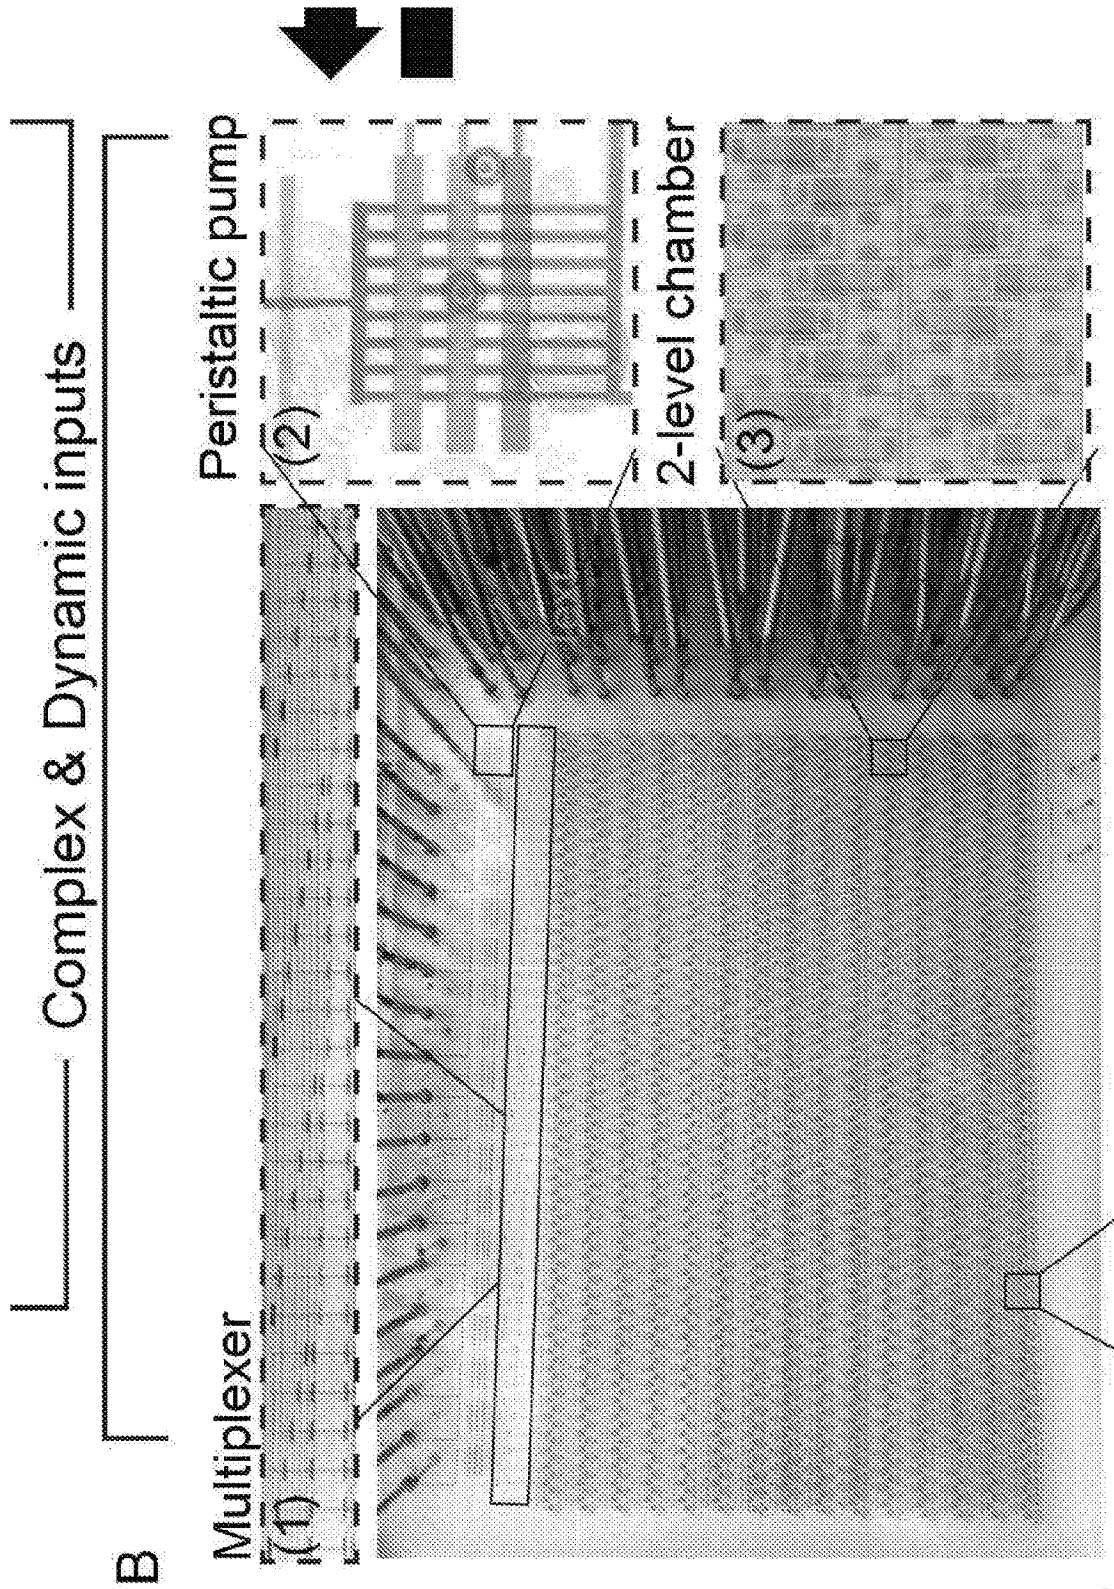 Complex & Dynamic inputs
B
Multiplexer
(1)
Peristaltic pump
(2)
2-level chamber
(3)